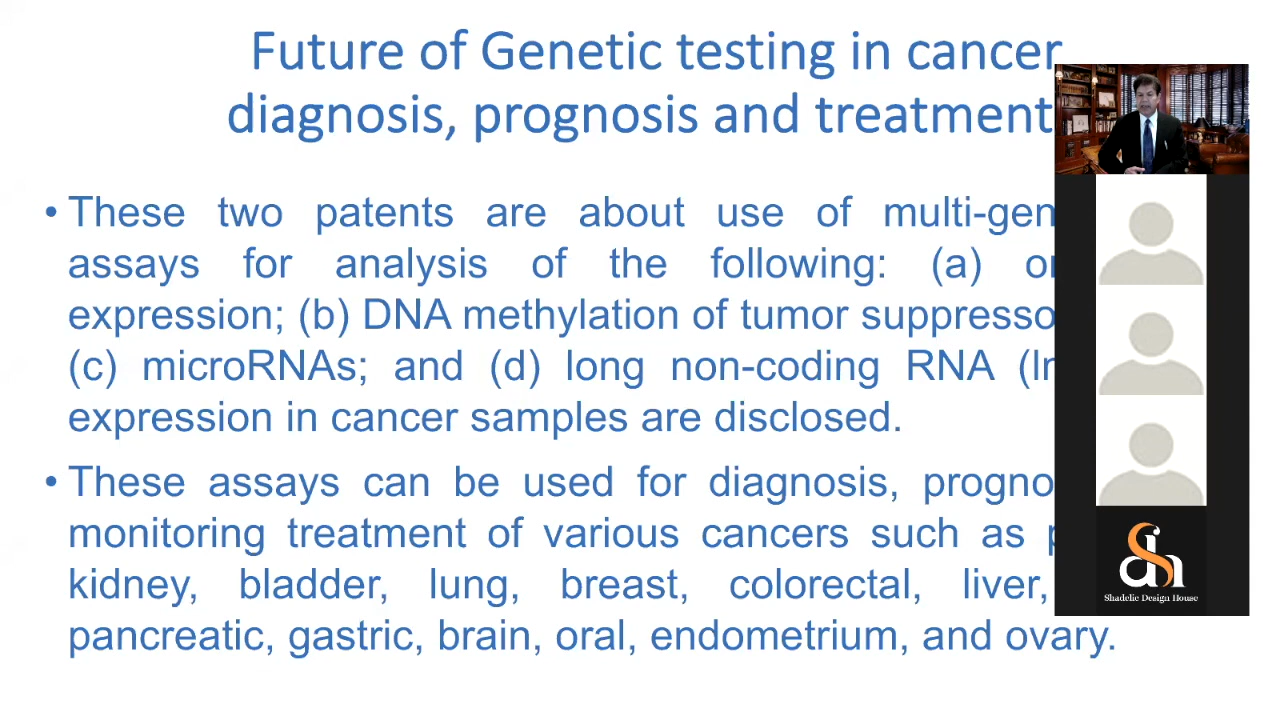 Future of Genetic testing in cancer
diagnosis, prognosis and treatment
• These two patents are about use of multi-gen
assays for analysis of the following: (a)
expression; (b) DNA methylation of tumor suppresso
(c) microRNAs; and (d) long non-coding RNA
expression in cancer samples are disclosed.
• These assays can be used for diagnosis, progno
monitoring treatment of various cancers such as
kidney, bladder, lung, breast, colorectal, liver,
pancreatic, gastric, brain, oral, endometrium, and ovary.
Shadelic Design House